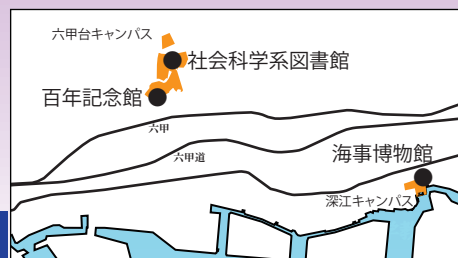 六甲台キャンパス
社会科学系図書館
百年記念館
六甲
六甲道
海事博物館
深江キャンパス